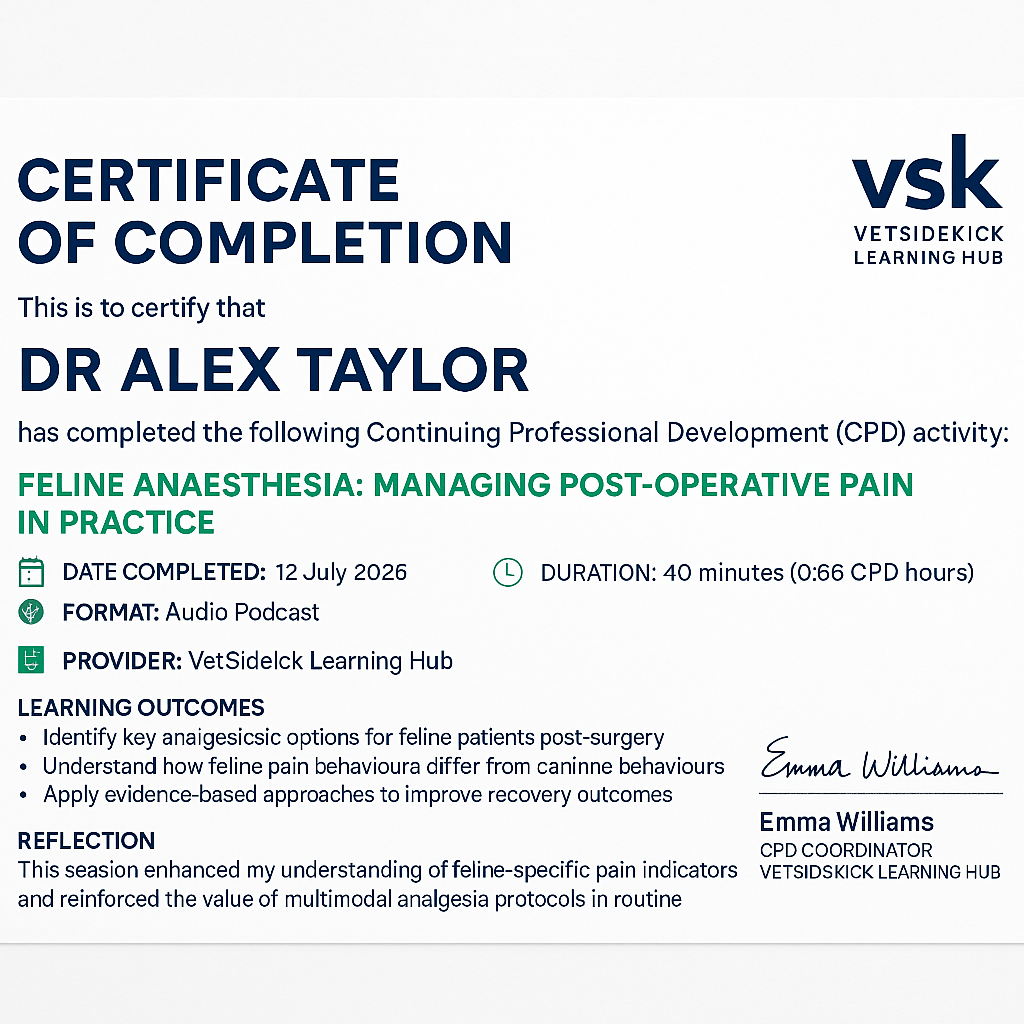 CERTIFICATE
OF COMPLETION
vsk
VETSIDEKICK
LEARNING HUB
This is to certify that
DR ALEX TAYLOR
has completed the following Continuing Professional Development (CPD) activity:
FELINE ANAESTHESIA: MANAGING POST-OPERATIVE PAIN
IN PRACTICE
DATE COMPLETED: 12 July 2026
DURATION: 40 minutes (0:66 CPD hours)
FORMAT: Audio Podcast
PROVIDER: VetSidelck Learning Hub
LEARNING OUTCOMES
• Identify key anaigesicsic options for feline patients post-surgery
• Understand how feline pain behavioura differ from caninne behaviours
• Apply evidence-based approaches to improve recovery outcomes
REFLECTION
This seasion enhanced my understanding of feline-specific pain indicators
and reinforced the value of multimodal analgesia protocols in routine
Emma Williams
Emma Williams
CPD COORDINATOR
VETSIDSKICK LEARNING HUB